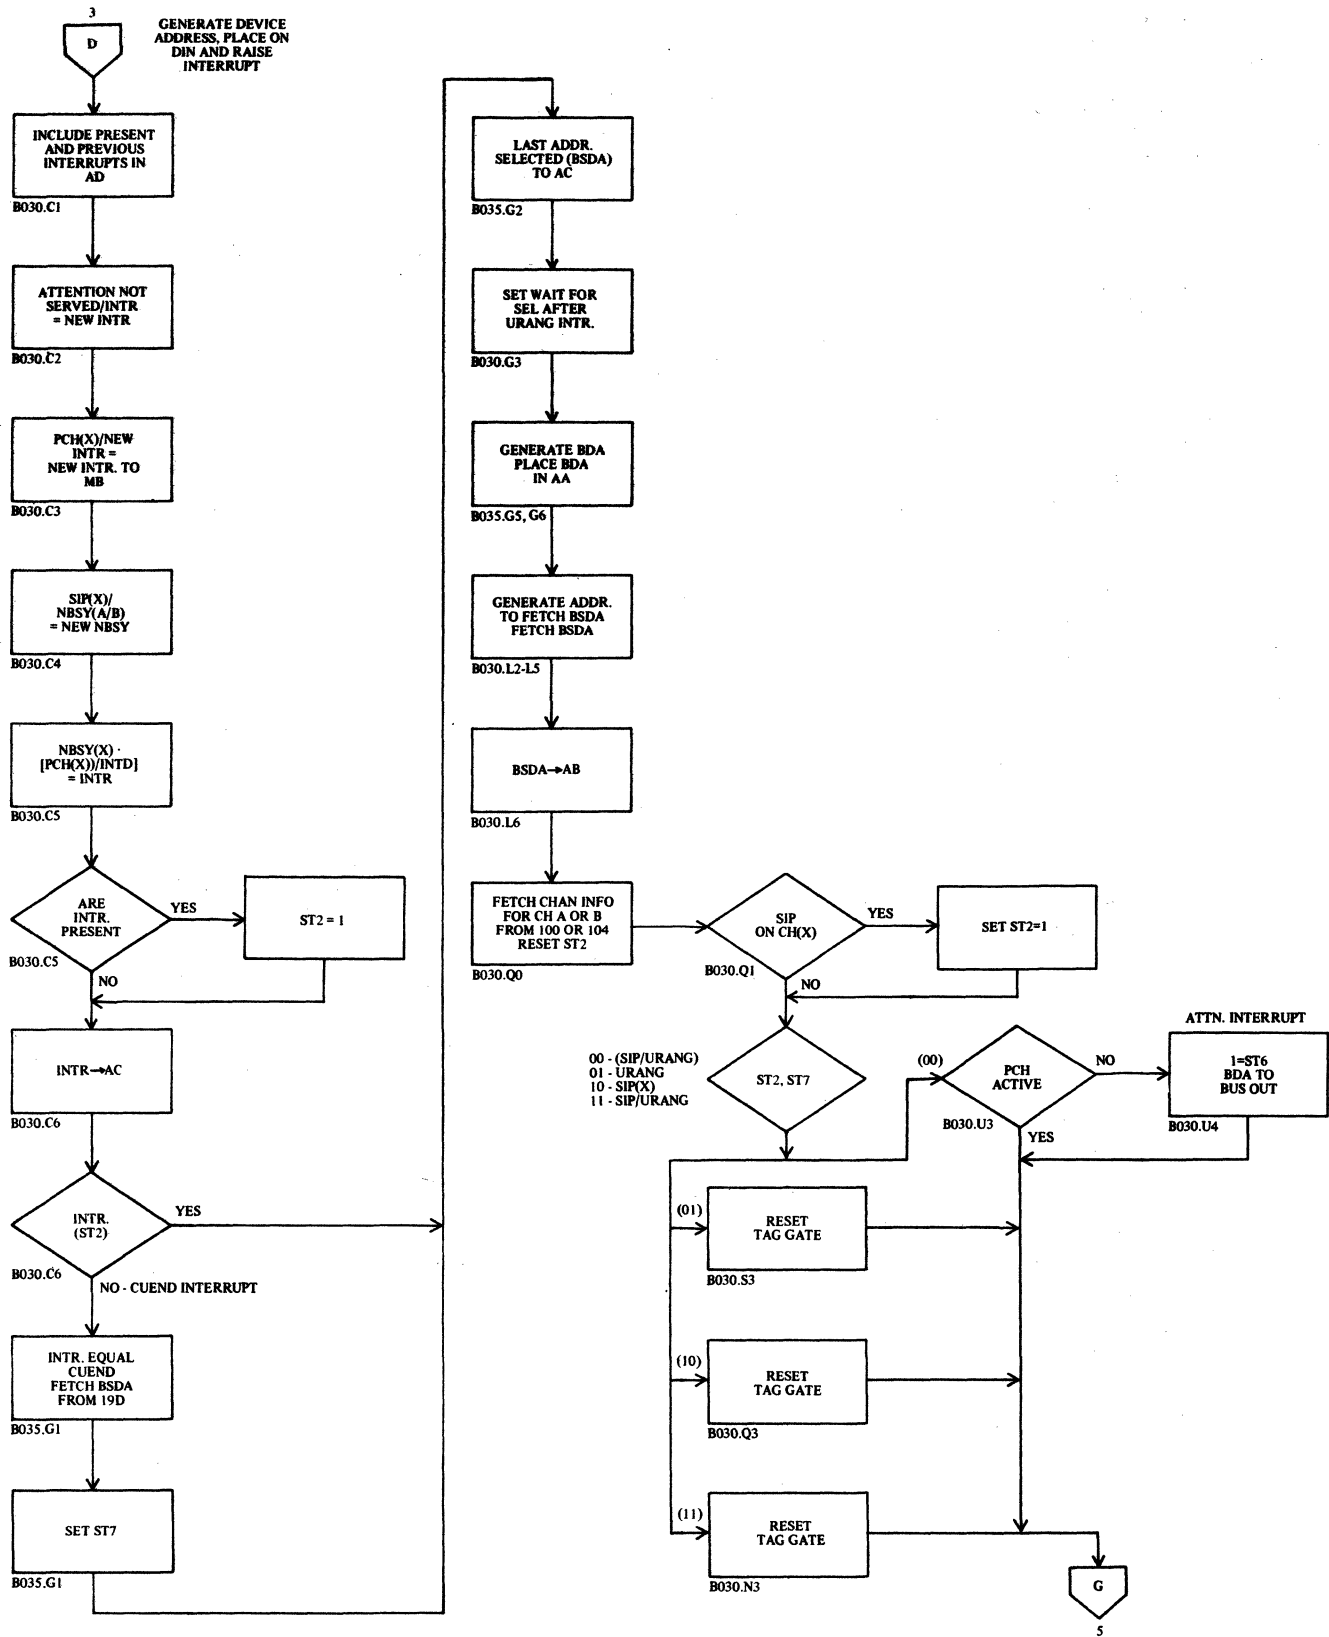 3
D
GENERATE DEVICE
ADDRESS, PLACE ON
DIN AND RAISE
INTERRUPT
INCLUDE PRESENT
AND PREVIOUS
INTERRUPTS IN
AD
B030.C1
ATTENTION NOT
SERVED/INTR
= NEW INTR
B030.C2
PCH(X)/NEW
INTR =
NEW INTR. TO
MB
B030.C3
SIP(X)/
NBSY(A/B)
= NEW NBSY
B030.C4
NBSY(X) ·
[PCH(X))/INTD]
= INTR
B030.C5
ARE
INTR.
PRESENT
YES
B030.C5
NO
ST2 = 1
INTR→AC
B030.C6
INTR.
(ST2)
YES
B030.C6
NO - CUEND INTERRUPT
INTR. EQUAL
CUEND
FETCH BSDA
FROM 19D
B035.G1
SET ST7
B035.G1
LAST ADDR.
SELECTED (BSDA)
TO AC
B035.G2
SET WAIT FOR
SEL AFTER
URANG INTR.
B030.G3
GENERATE BDA
PLACE BDA
IN AA
B035.G5, G6
GENERATE ADDR.
TO FETCH BSDA
FETCH BSDA
B030.L2-L5
BSDA→AB
B030.L6
FETCH CHAN INFO
FOR CH A OR B
FROM 100 OR 104
RESET ST2
B030.Q0
SIP
ON CH(X)
YES
B030.Q1
NO
SET ST2=1
00 - (SIP/URANG)
01 - URANG
10 - SIP(X)
11 - SIP/URANG
ST2, ST7
(00)
PCH
ACTIVE
NO
B030.U3
YES
ATTN. INTERRUPT
1=ST6
BDA TO
BUS OUT
B030.U4
(01)
RESET
TAG GATE
B030.S3
(10)
RESET
TAG GATE
B030.Q3
(11)
RESET
TAG GATE
B030.N3
G
5